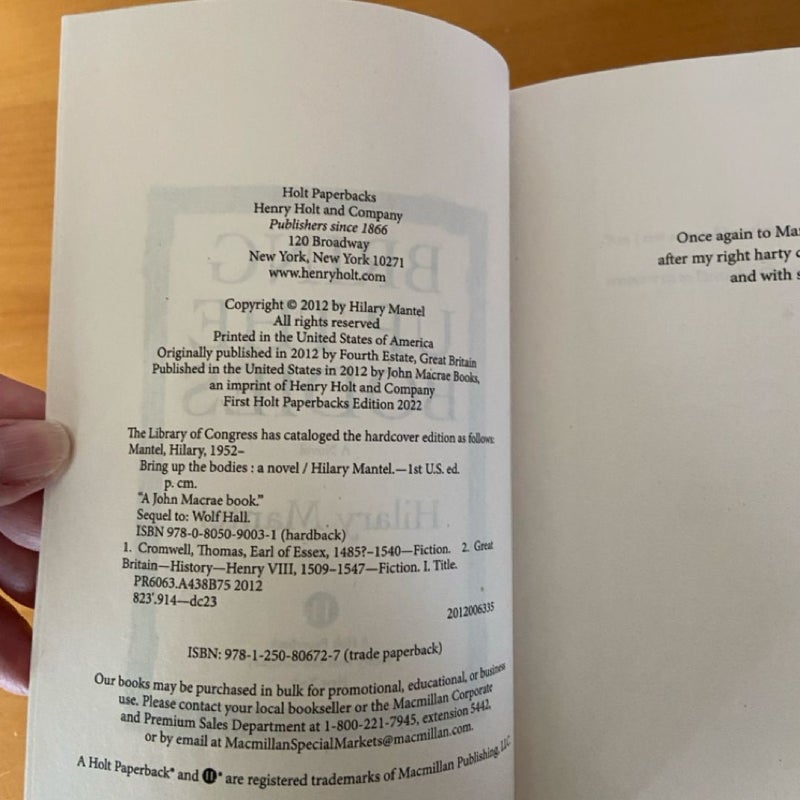 Holt Paperbacks
Henry Holt and Company
Publishers since 1866
120 Broadway
New York, New York 10271
www.henryholt.com
Copyright © 2012 by Hilary Mantel
All rights reserved
Printed in the United States of America
Originally published in 2012 by Fourth Estate, Great Britain
Published in the United States in 2012 by John Macrae Books,
an imprint of Henry Holt and Company
First Holt Paperbacks Edition 2022
The Library of Congress has cataloged the hardcover edition as follows:
Mantel, Hilary, 1952–
Bring up the bodies : a novel / Hilary Mantel.—1st U.S. ed.
p. cm.
“A John Macrae book.”
Sequel to: Wolf Hall.
ISBN 978-0-8050-9003-1 (hardback)
1. Cromwell, Thomas, Earl of Essex, 1485?–1540—Fiction. 2. Great
Britain—History—Henry VIII, 1509–1547—Fiction. I. Title.
PR6063.A438B75 2012
823'.914—dc23
2012006335
ISBN: 978-1-250-80672-7 (trade paperback)
Our books may be purchased in bulk for promotional, educational, or business
use. Please contact your local bookseller or the Macmillan Corporate
and Premium Sales Department at 1-800-221-7945, extension 5442,
or by email at MacmillanSpecialMarkets@macmillan.com.
A Holt Paperback® and H® are registered trademarks of Macmillan Publishing, LLC
Once again to Mar
after my right harty
and with